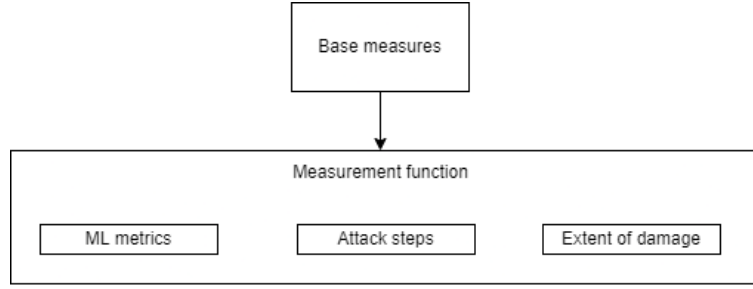 Base measures
Measurement function
ML metrics
Attack steps
Extent of damage